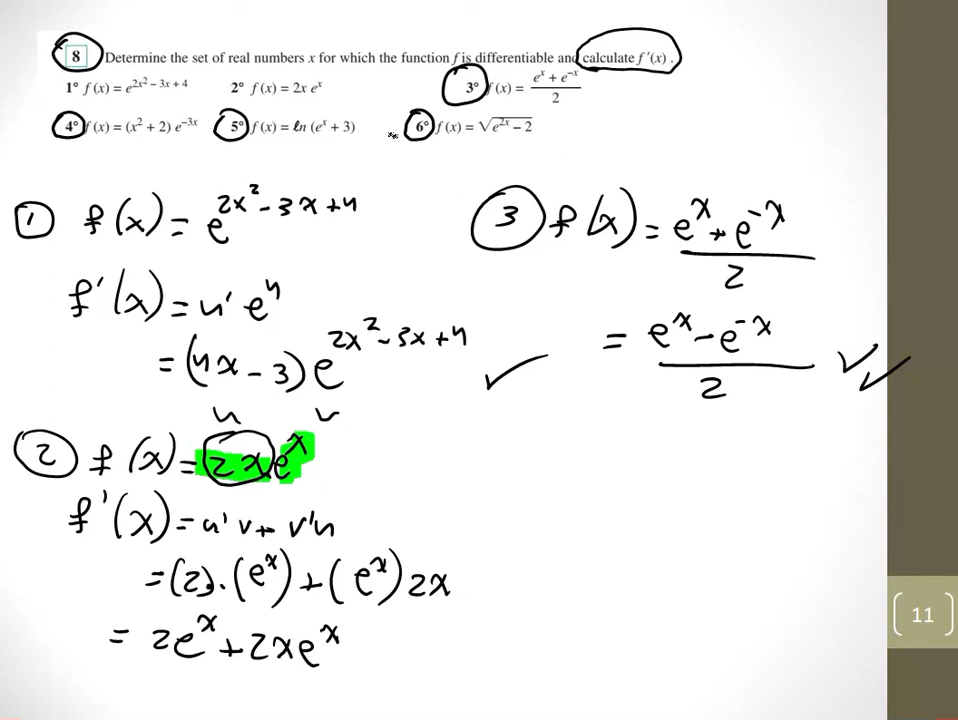 8 Determine the set of real numbers x for which the function f is differentiable and calculate f ′(x) .
1° f (x) = e^{2x² – 3x + 4} 2° f (x) = 2x e^x 3° f (x) = (e^x + e^{–x})/2
4° f (x) = (x² + 2) e^{–3x} 5° f (x) = ℓn (e^x + 3) 6° f (x) = √(e^{2x} – 2)
1 f(x) = e^{2x² - 3x + 4}
f'(x) = u' e^u
= (4x - 3) e^{2x² - 3x + 4} ✓
u v
2 f(x) = 2x e^x
f'(x) = u' v + v' u
= (2) . (e^x) + (e^x) 2x
= 2e^x + 2x e^x
3 f(x) = (e^x + e^{-x})/2
= (e^x - e^{-x})/2 ✓✓
11